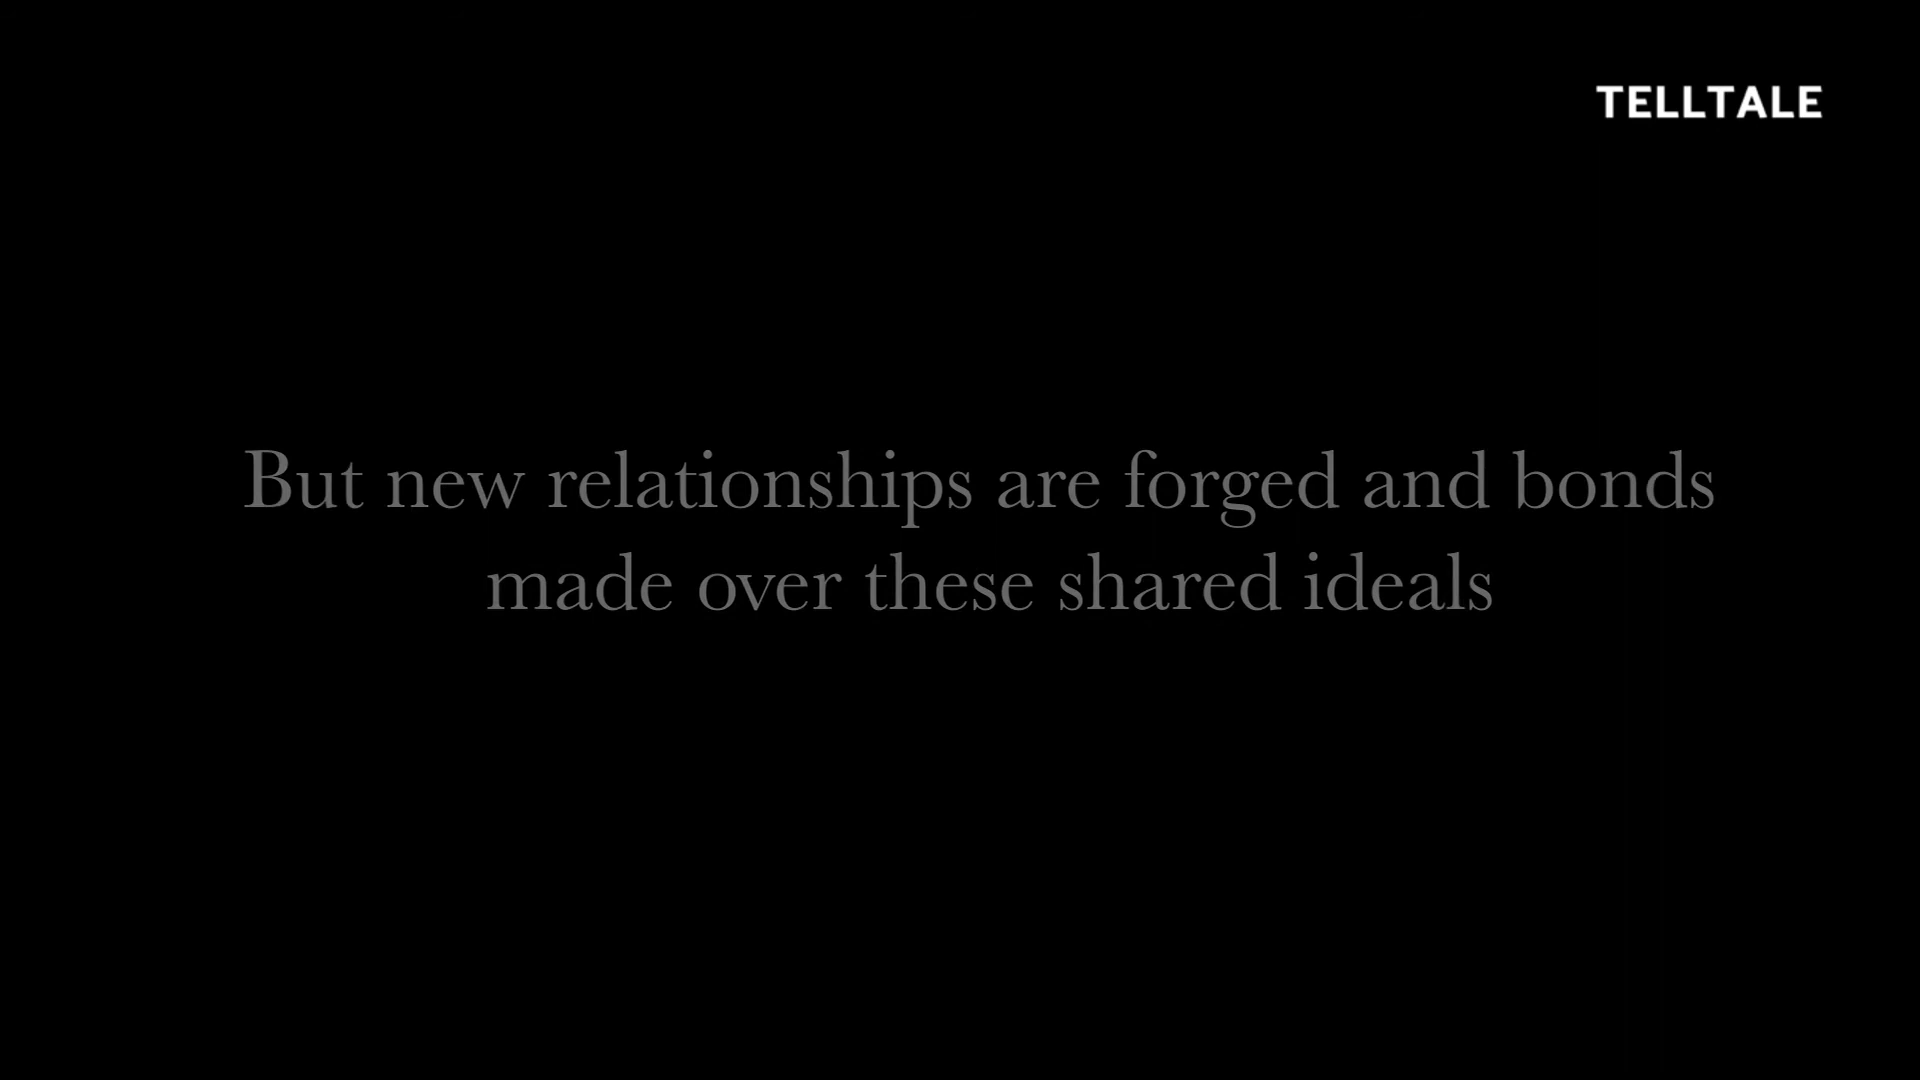 TELLTALE
But new relationships are forged and bonds
made over these shared ideals